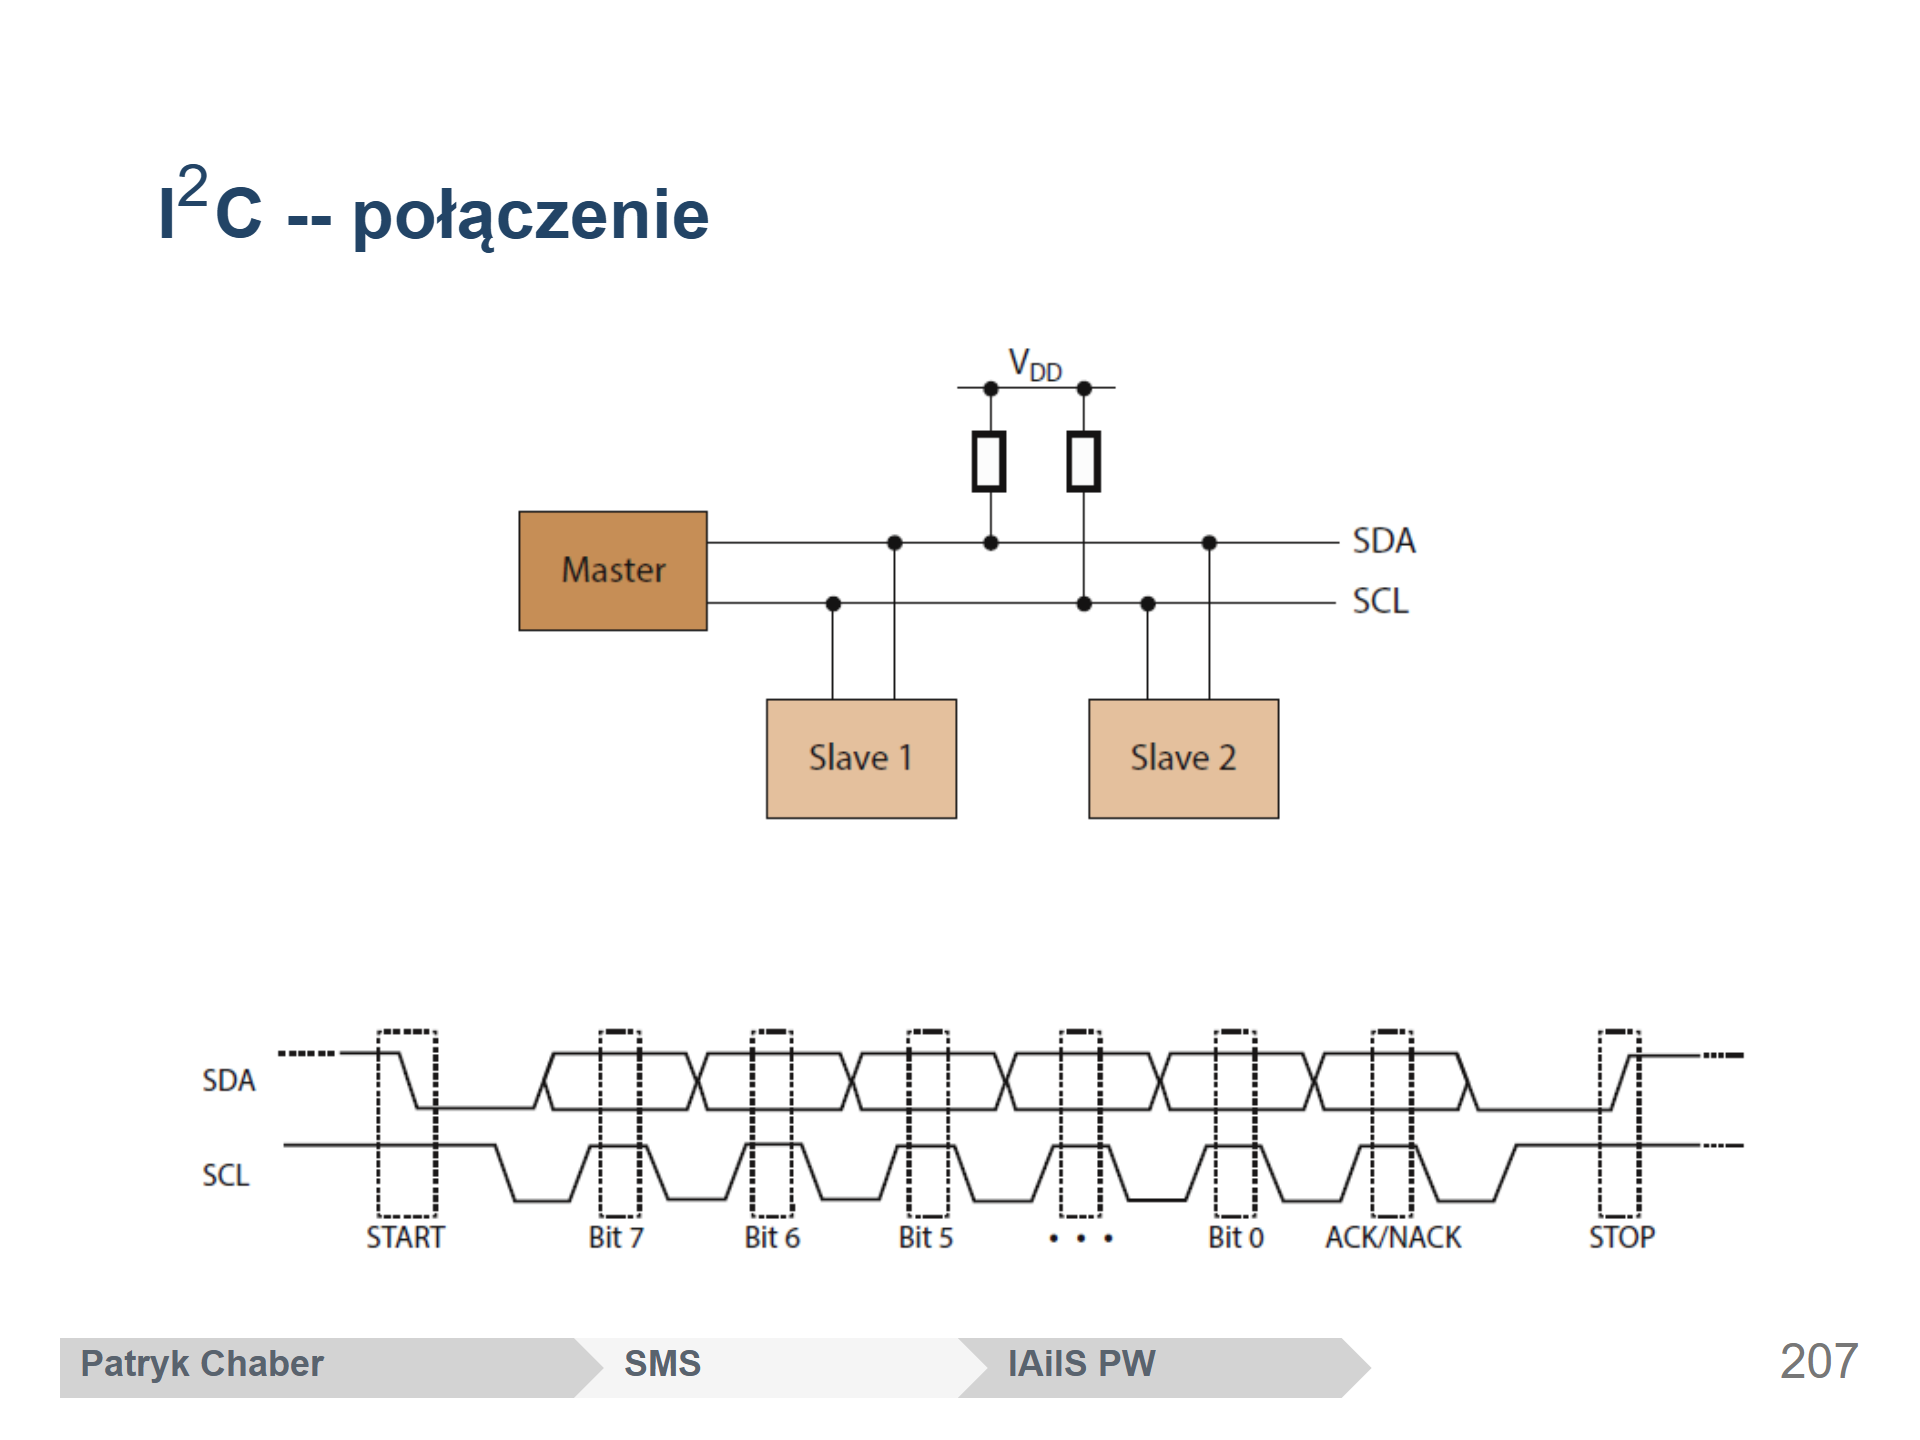 I²C -- połączenie
VDD
Master
SDA
SCL
Slave 1
Slave 2
SDA
SCL
START
Bit 7
Bit 6
Bit 5
• • •
Bit 0
ACK/NACK
STOP
Patryk Chaber
SMS
IAiIS PW
207